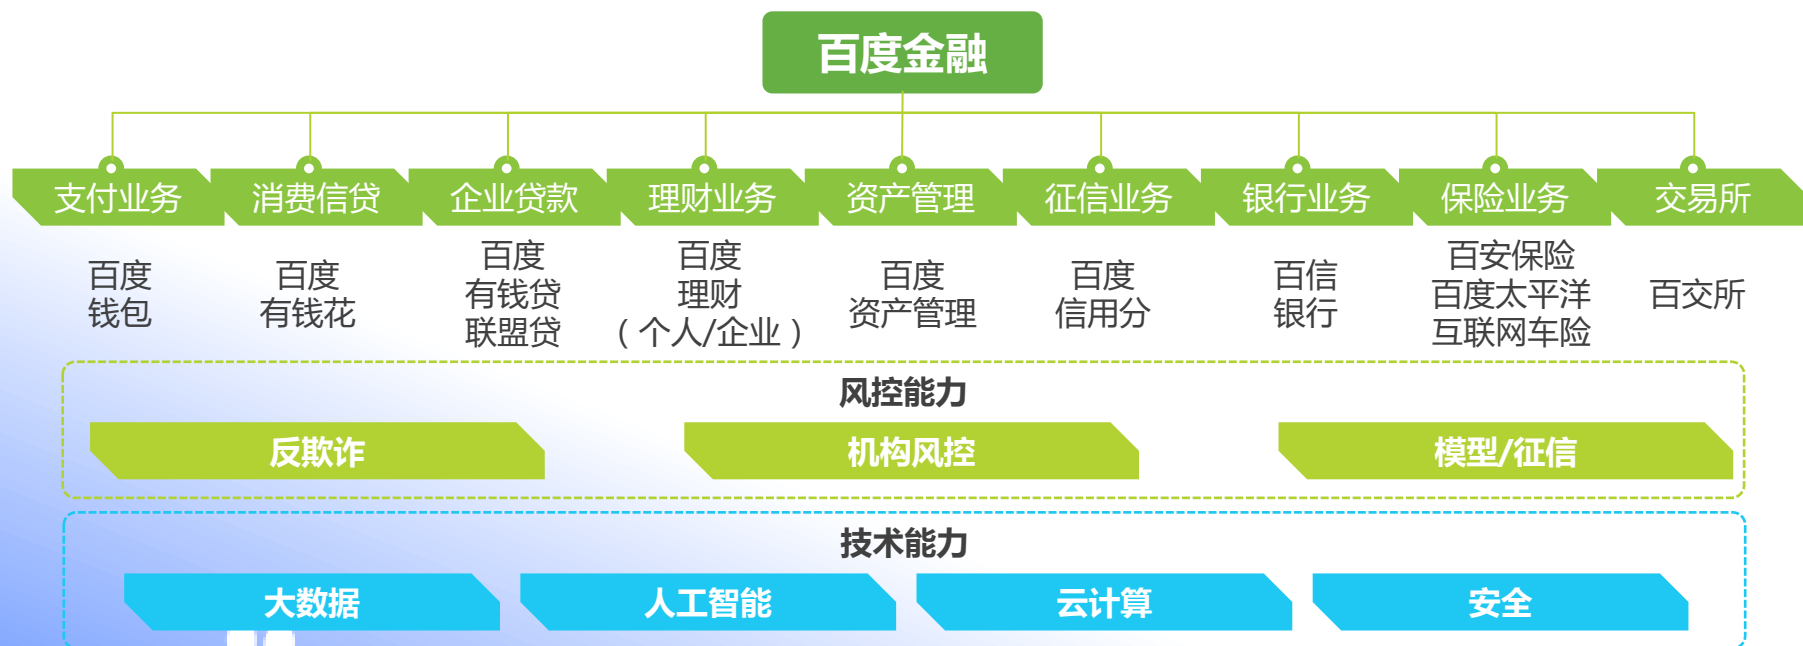 百度金融
支付业务
消费信贷
企业贷款
理财业务
资产管理
征信业务
银行业务
保险业务
交易所
百度
钱包
百度
有钱花
百度
有钱贷
联盟贷
百度
理财
（个人/企业）
百度
资产管理
百度
信用分
百信
银行
百安保险
百度太平洋
互联网车险
百交所
风控能力
反欺诈
机构风控
模型/征信
技术能力
大数据
人工智能
云计算
安全